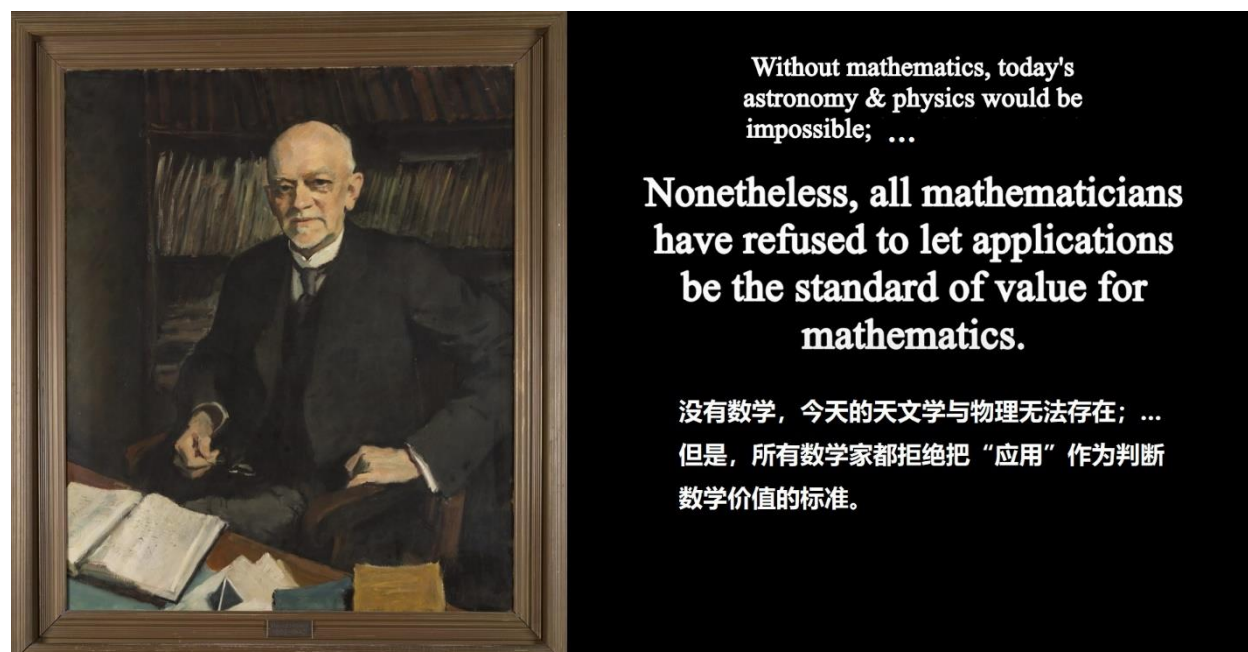 Without mathematics, today's
astronomy & physics would be
impossible; ...
Nonetheless, all mathematicians
have refused to let applications
be the standard of value for
mathematics.
没有数学，今天的天文学与物理无法存在；...
但是，所有数学家都拒绝把“应用”作为判断
数学价值的标准。